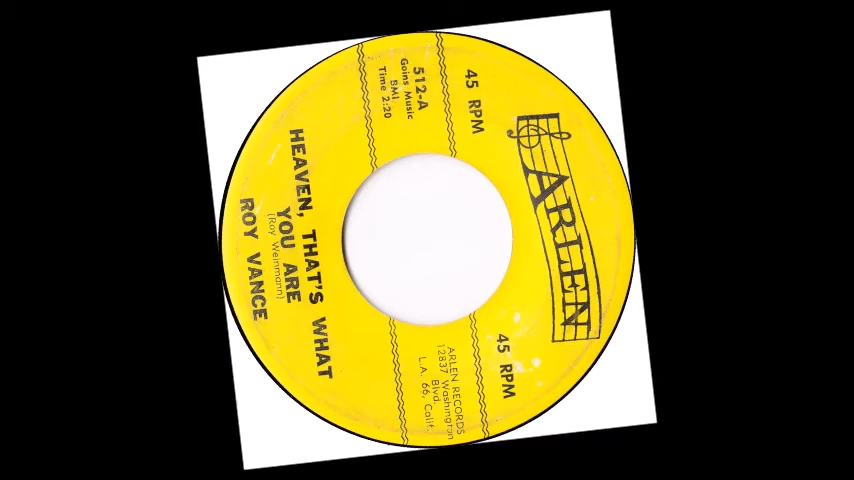 ARLEN
45 RPM
45 RPM
512-A
Goins Music
BMI
Time 2:20
ARLEN RECORDS
12837 Washington
Blvd.
L.A. 66, Calif.
HEAVEN, THAT'S WHAT
YOU ARE
(Roy Weinmann)
ROY VANCE